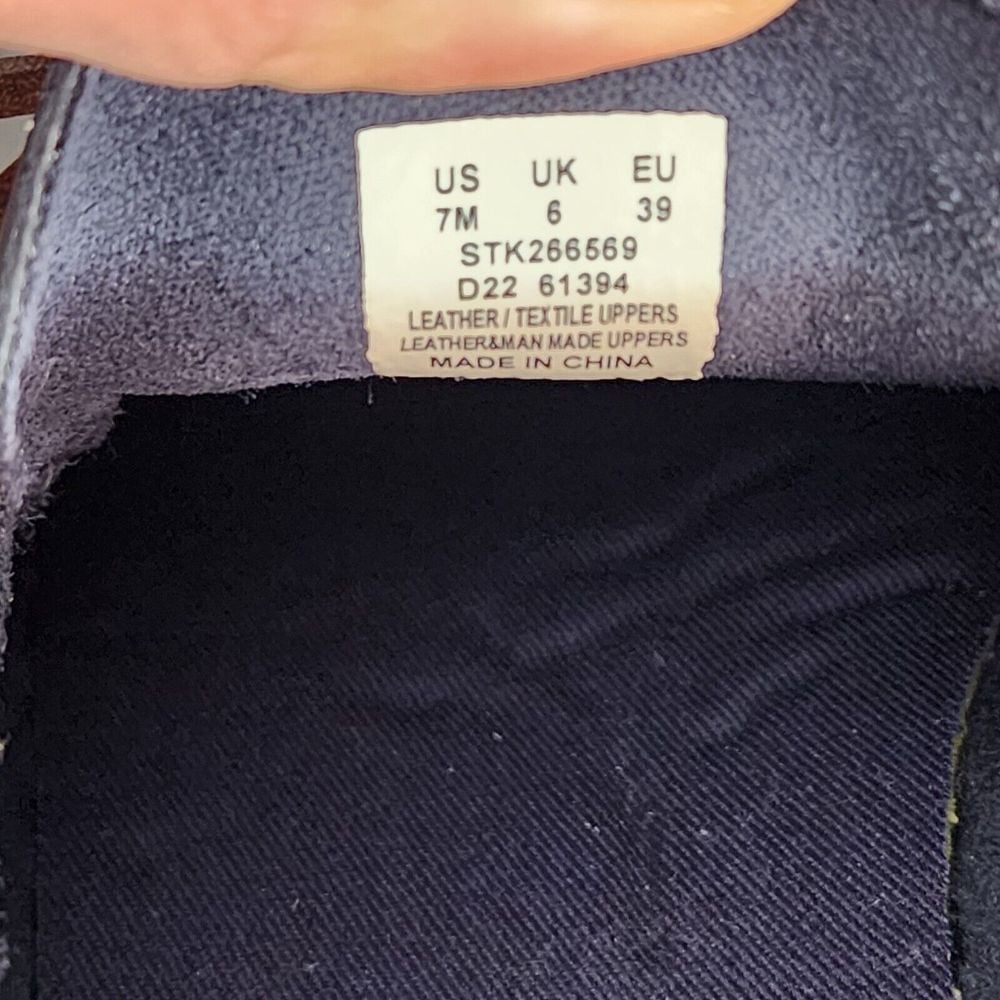 US UK EU
7M 6 39
STK266569
D22 61394
LEATHER / TEXTILE UPPERS
LEATHER&MAN MADE UPPERS
MADE IN CHINA